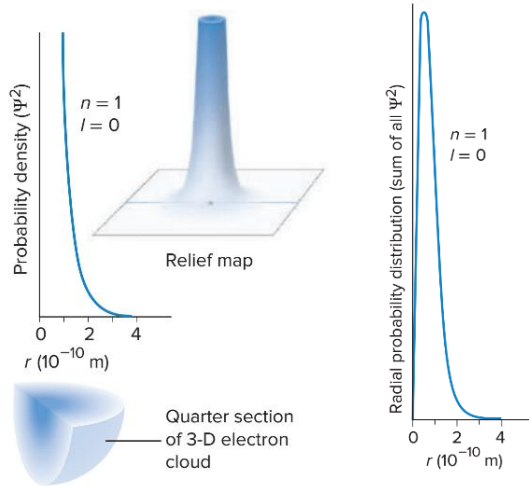 Probability density (Ψ²)
n = 1
l = 0
0 2 4
r (10⁻¹⁰ m)
Relief map
Quarter section
of 3-D electron
cloud
Radial probability distribution (sum of all Ψ²)
n = 1
l = 0
0 2 4
r (10⁻¹⁰ m)